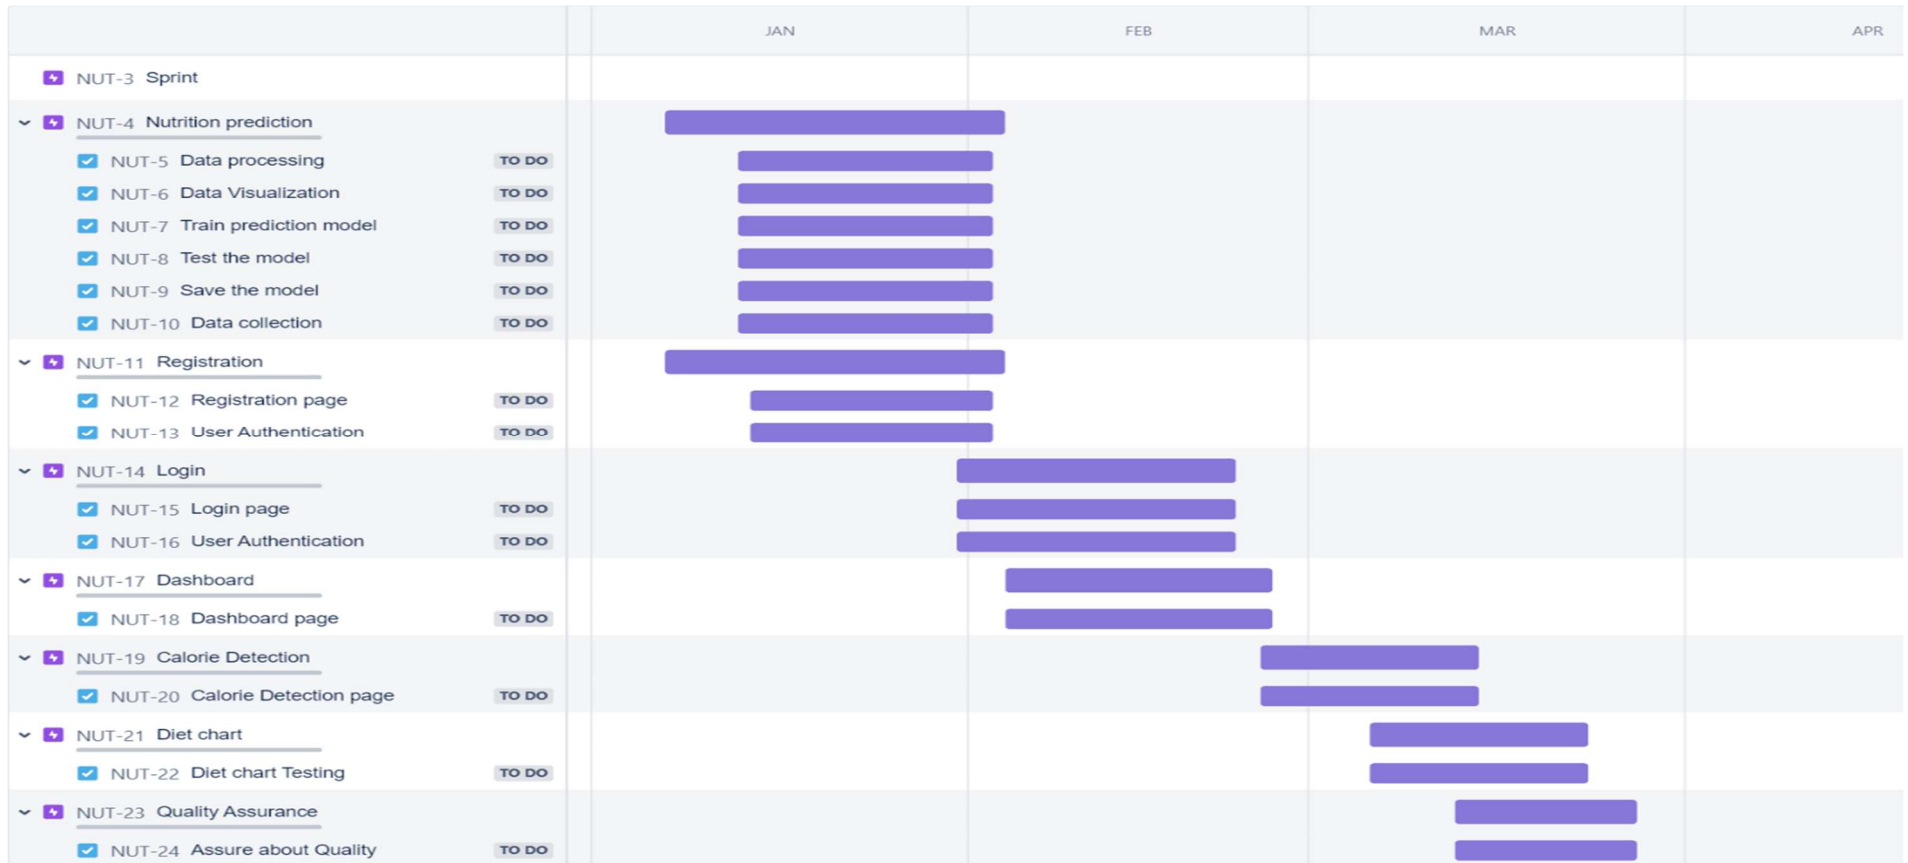 JAN FEB MAR APR
NUT-3 Sprint
NUT-4 Nutrition prediction
NUT-5 Data processing TO DO
NUT-6 Data Visualization TO DO
NUT-7 Train prediction model TO DO
NUT-8 Test the model TO DO
NUT-9 Save the model TO DO
NUT-10 Data collection TO DO
NUT-11 Registration
NUT-12 Registration page TO DO
NUT-13 User Authentication TO DO
NUT-14 Login
NUT-15 Login page TO DO
NUT-16 User Authentication TO DO
NUT-17 Dashboard
NUT-18 Dashboard page TO DO
NUT-19 Calorie Detection
NUT-20 Calorie Detection page TO DO
NUT-21 Diet chart
NUT-22 Diet chart Testing TO DO
NUT-23 Quality Assurance
NUT-24 Assure about Quality TO DO